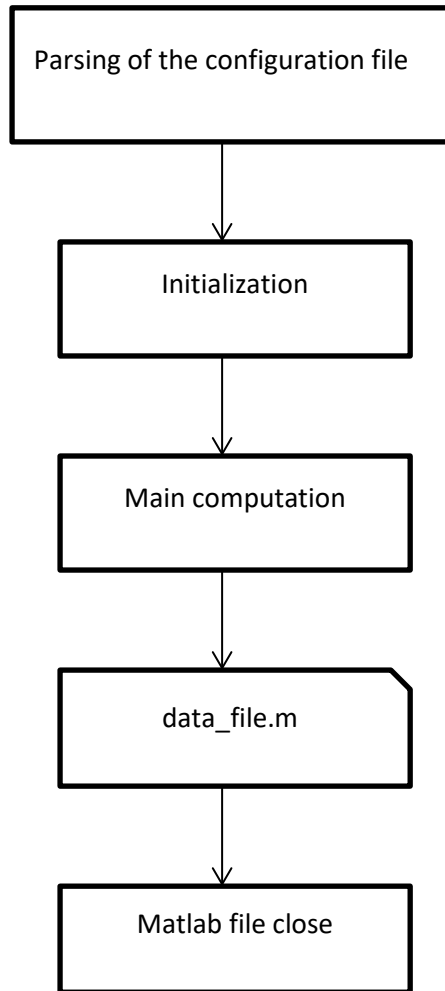 Parsing of the configuration file
Initialization
Main computation
data_file.m
Matlab file close